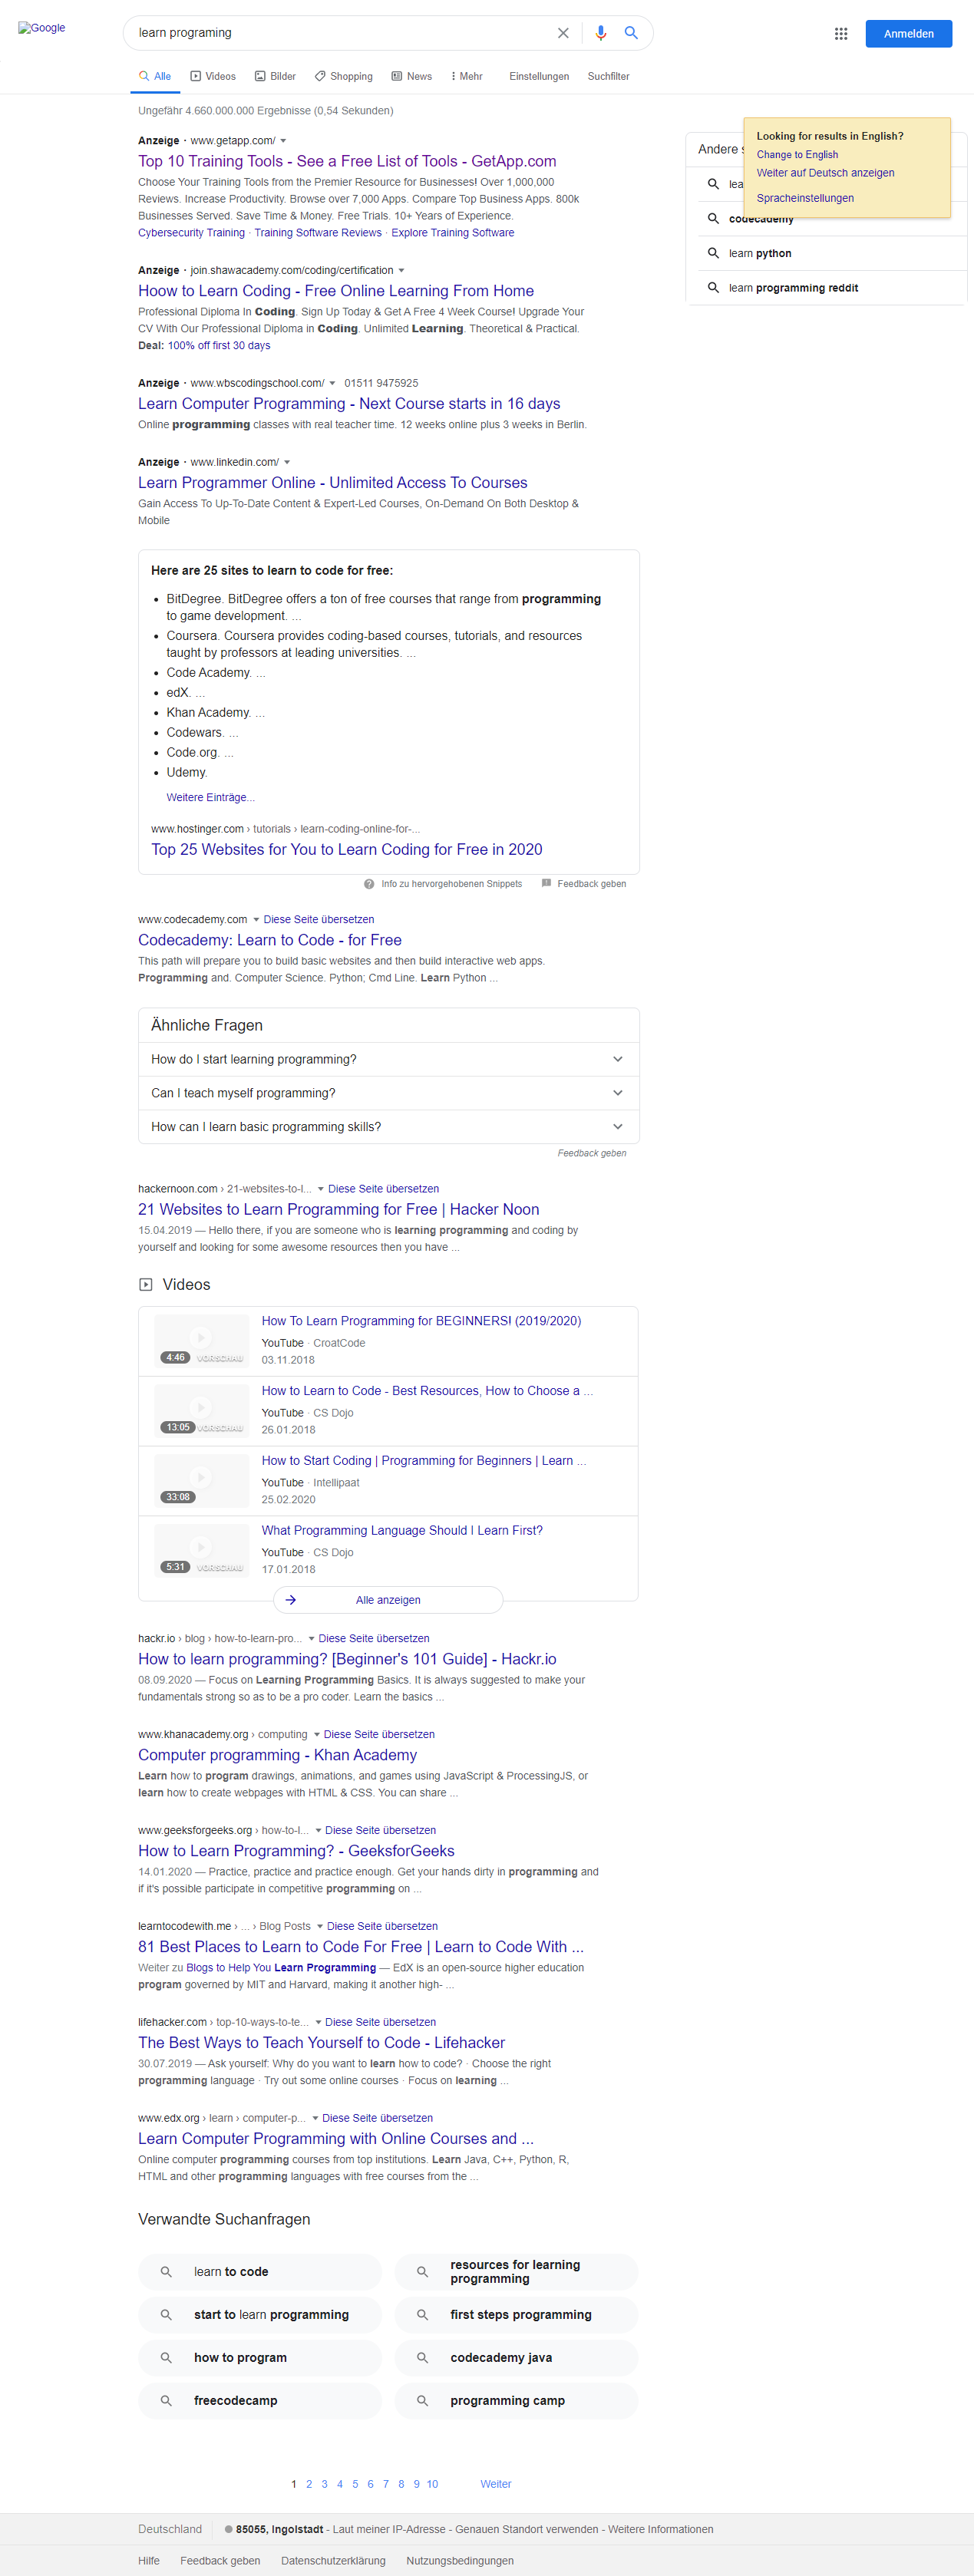 Google
learn programing
Anmelden
Alle Videos Bilder Shopping News Mehr Einstellungen Suchfilter
Ungefähr 4.660.000.000 Ergebnisse (0,54 Sekunden)
Anzeige · www.getapp.com/
Top 10 Training Tools - See a Free List of Tools - GetApp.com
Choose Your Training Tools from the Premier Resource for Businesses! Over 1,000,000
Reviews. Increase Productivity. Browse over 7,000 Apps. Compare Top Business Apps. 800k
Businesses Served. Save Time & Money. Free Trials. 10+ Years of Experience.
Cybersecurity Training · Training Software Reviews · Explore Training Software
Anzeige · join.shawacademy.com/coding/certification
Hoow to Learn Coding - Free Online Learning From Home
Professional Diploma In Coding. Sign Up Today & Get A Free 4 Week Course! Upgrade Your
CV With Our Professional Diploma in Coding. Unlimited Learning. Theoretical & Practical.
Deal: 100% off first 30 days
Anzeige · www.wbscodingschool.com/ 01511 9475925
Learn Computer Programming - Next Course starts in 16 days
Online programming classes with real teacher time. 12 weeks online plus 3 weeks in Berlin.
Anzeige · www.linkedin.com/
Learn Programmer Online - Unlimited Access To Courses
Gain Access To Up-To-Date Content & Expert-Led Courses, On-Demand On Both Desktop &
Mobile
Here are 25 sites to learn to code for free:
• BitDegree. BitDegree offers a ton of free courses that range from programming
to game development. ...
• Coursera. Coursera provides coding-based courses, tutorials, and resources
taught by professors at leading universities. ...
• Code Academy. ...
• edX. ...
• Khan Academy. ...
• Codewars. ...
• Code.org. ...
• Udemy.
Weitere Einträge...
www.hostinger.com › tutorials › learn-coding-online-for-...
Top 25 Websites for You to Learn Coding for Free in 2020
Info zu hervorgehobenen Snippets Feedback geben
www.codecademy.com Diese Seite übersetzen
Codecademy: Learn to Code - for Free
This path will prepare you to build basic websites and then build interactive web apps.
Programming and. Computer Science. Python; Cmd Line. Learn Python ...
Ähnliche Fragen
How do I start learning programming?
Can I teach myself programming?
How can I learn basic programming skills?
Feedback geben
hackernoon.com › 21-websites-to-l... Diese Seite übersetzen
21 Websites to Learn Programming for Free | Hacker Noon
15.04.2019 — Hello there, if you are someone who is learning programming and coding by
yourself and looking for some awesome resources then you have ...
Videos
How To Learn Programming for BEGINNERS! (2019/2020)
YouTube · CroatCode
4:46 VORSCHAU
03.11.2018
How to Learn to Code - Best Resources, How to Choose a ...
YouTube · CS Dojo
13:05 VORSCHAU
26.01.2018
How to Start Coding | Programming for Beginners | Learn ...
YouTube · Intellipaat
33:08
25.02.2020
What Programming Language Should I Learn First?
YouTube · CS Dojo
5:31 VORSCHAU
17.01.2018
Alle anzeigen
hackr.io › blog › how-to-learn-pro... Diese Seite übersetzen
How to learn programming? [Beginner's 101 Guide] - Hackr.io
08.09.2020 — Focus on Learning Programming Basics. It is always suggested to make your
fundamentals strong so as to be a pro coder. Learn the basics ...
www.khanacademy.org › computing Diese Seite übersetzen
Computer programming - Khan Academy
Learn how to program drawings, animations, and games using JavaScript & ProcessingJS, or
learn how to create webpages with HTML & CSS. You can share ...
www.geeksforgeeks.org › how-to-l... Diese Seite übersetzen
How to Learn Programming? - GeeksforGeeks
14.01.2020 — Practice, practice and practice enough. Get your hands dirty in programming and
if it's possible participate in competitive programming on ...
learntocodewith.me › ... › Blog Posts Diese Seite übersetzen
81 Best Places to Learn to Code For Free | Learn to Code With ...
Weiter zu Blogs to Help You Learn Programming — EdX is an open-source higher education
program governed by MIT and Harvard, making it another high- ...
lifehacker.com › top-10-ways-to-te... Diese Seite übersetzen
The Best Ways to Teach Yourself to Code - Lifehacker
30.07.2019 — Ask yourself: Why do you want to learn how to code? · Choose the right
programming language · Try out some online courses · Focus on learning ...
www.edx.org › learn › computer-p... Diese Seite übersetzen
Learn Computer Programming with Online Courses and ...
Online computer programming courses from top institutions. Learn Java, C++, Python, R,
HTML and other programming languages with free courses from the ...
Verwandte Suchanfragen
learn to code
resources for learning
programming
start to learn programming
first steps programming
how to program
codecademy java
freecodecamp
programming camp
1 2 3 4 5 6 7 8 9 10 Weiter
Deutschland 85055, Ingolstadt - Laut meiner IP-Adresse - Genauen Standort verwenden - Weitere Informationen
Hilfe Feedback geben Datenschutzerklärung Nutzungsbedingungen
Looking for results in English?
Change to English
Weiter auf Deutsch anzeigen
Spracheinstellungen
Andere
codecademy
learn python
learn programming reddit